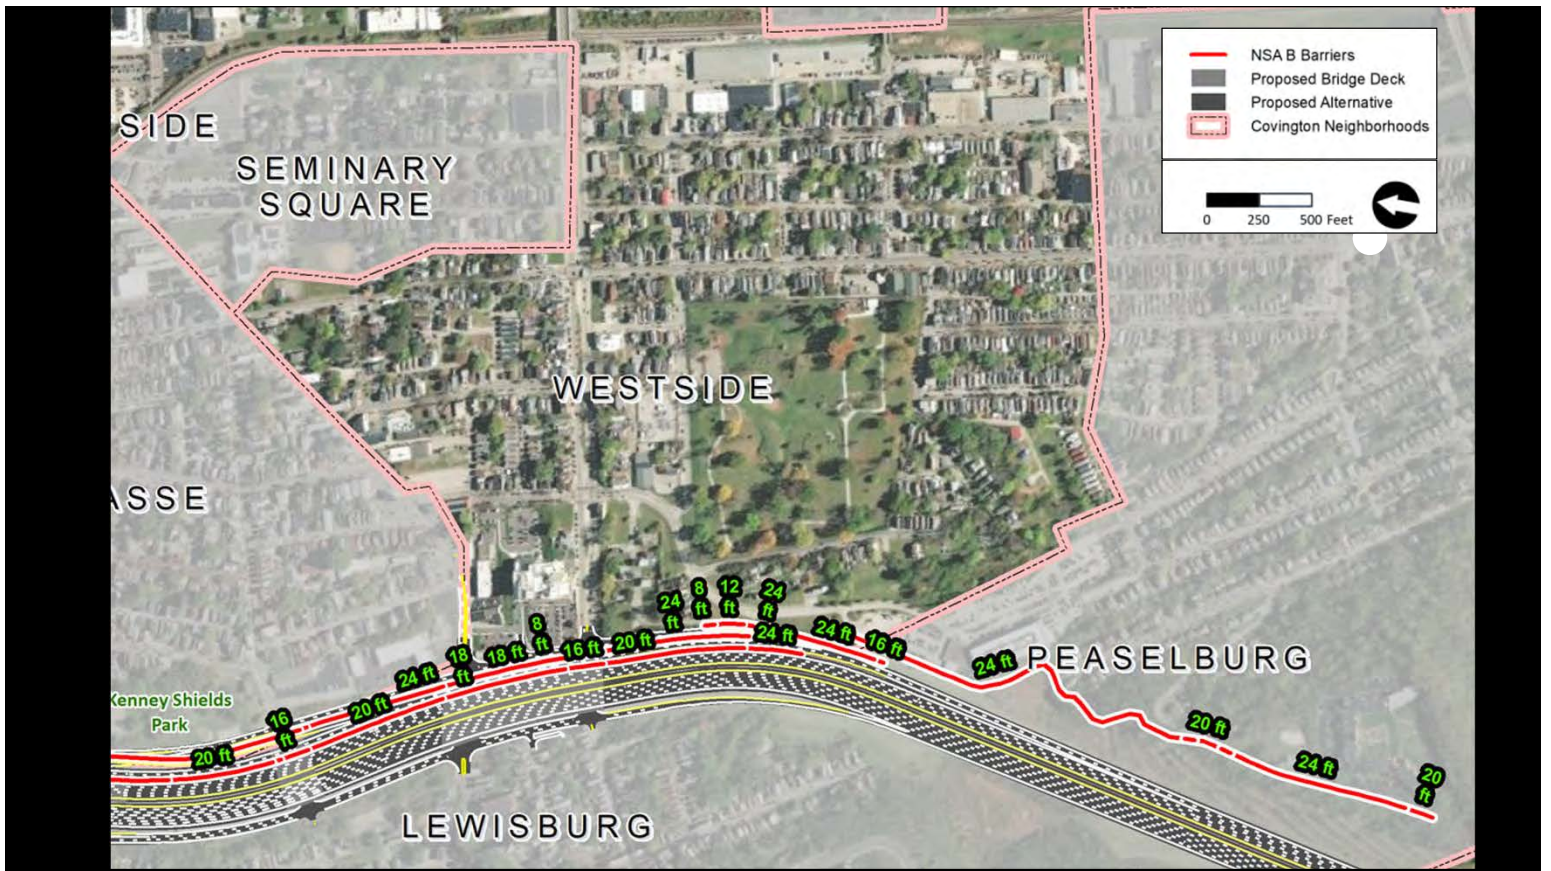 NSA B Barriers
Proposed Bridge Deck
Proposed Alternative
Covington Neighborhoods
0 250 500 Feet
SIDE
SEMINARY
SQUARE
WESTSIDE
ASSE
PEASELBURG
LEWISBURG
Kenney Shields
Park
20 ft
16
ft
20 ft
24 ft
18
ft
18 ft
8
ft
16 ft
20 ft
24
ft
8
ft
12
ft
24
ft
24 ft
24 ft
16 ft
24 ft
20 ft
24 ft
20
ft